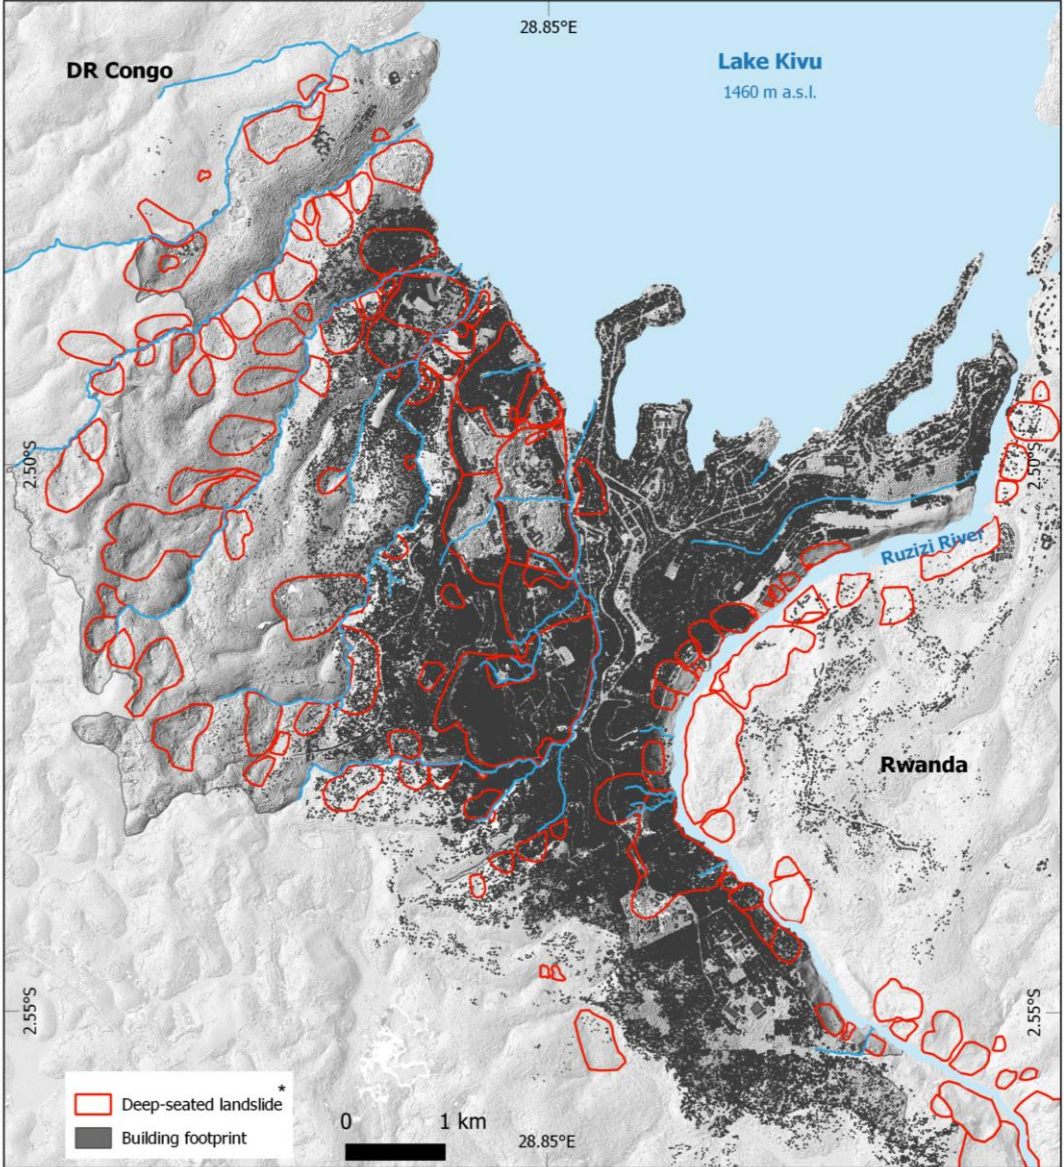 28.85°E
DR Congo
Lake Kivu
1460 m a.s.l.
2.50°S
2.50°S
Ruzizi River
Rwanda
2.55°S
2.55°S
Deep-seated landslide*
Building footprint
0 1 km
28.85°E